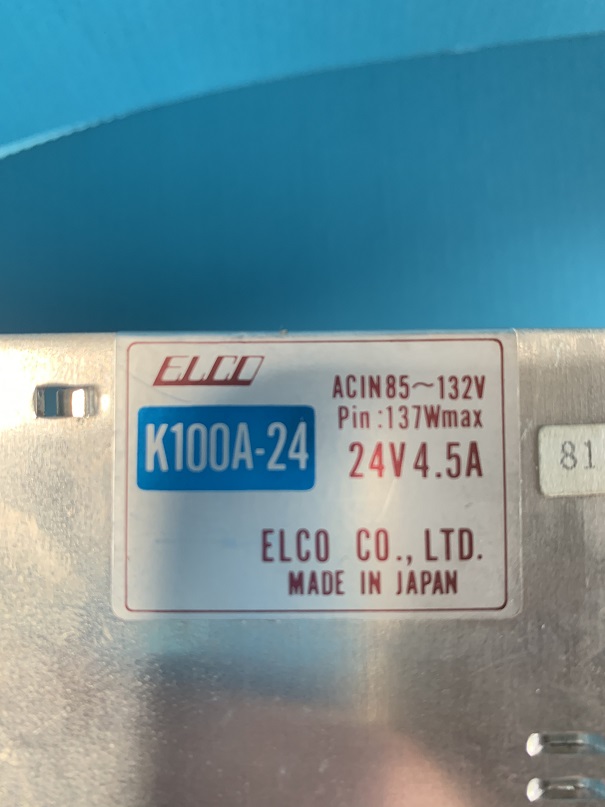 ELCO
ACIN85～132V
Pin:137Wmax
K100A-24
24V4.5A
ELCO CO.,LTD.
MADE IN JAPAN
81